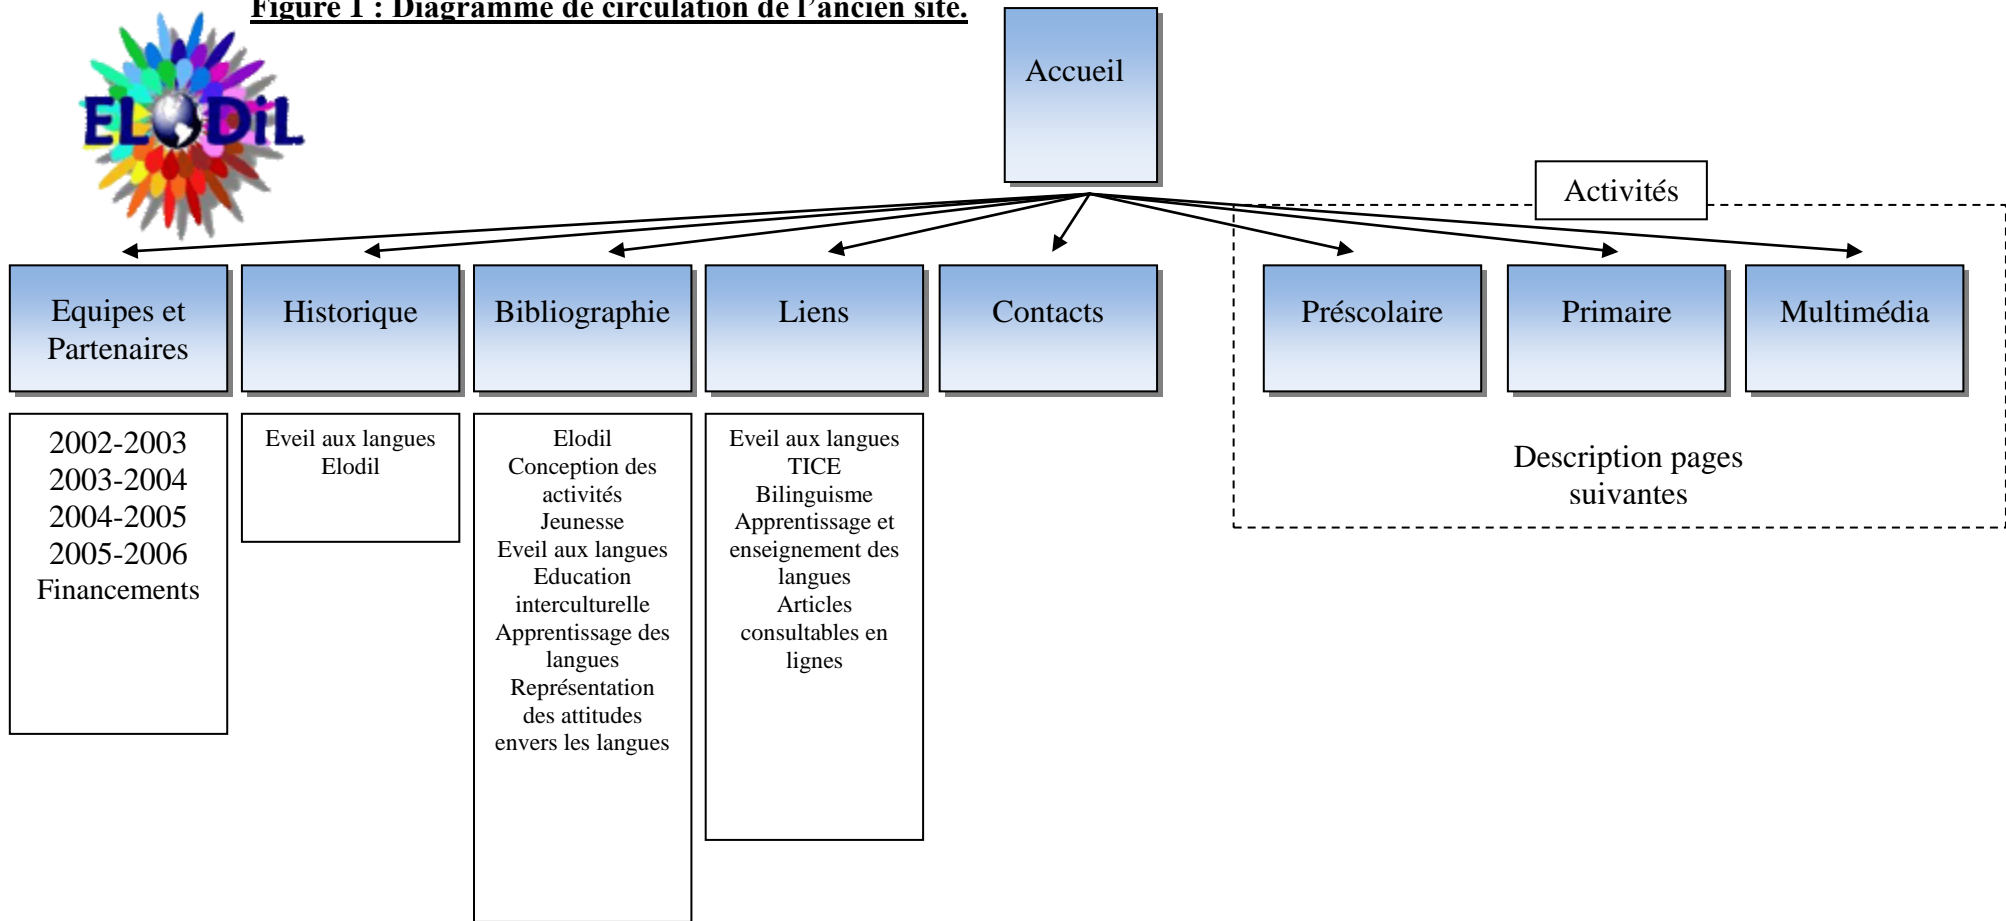 Figure 1 : Diagramme de circulation de l'ancien site.
ELODiL
Accueil
Activités
Equipes et
Partenaires
Historique
Bibliographie
Liens
Contacts
Préscolaire
Primaire
Multimédia
2002-2003
2003-2004
2004-2005
2005-2006
Financements
Eveil aux langues
Elodil
Elodil
Conception des
activités
Jeunesse
Eveil aux langues
Education
interculturelle
Apprentissage des
langues
Représentation
des attitudes
envers les langues
Eveil aux langues
TICE
Bilinguisme
Apprentissage et
enseignement des
langues
Articles
consultables en
lignes
Description pages
suivantes